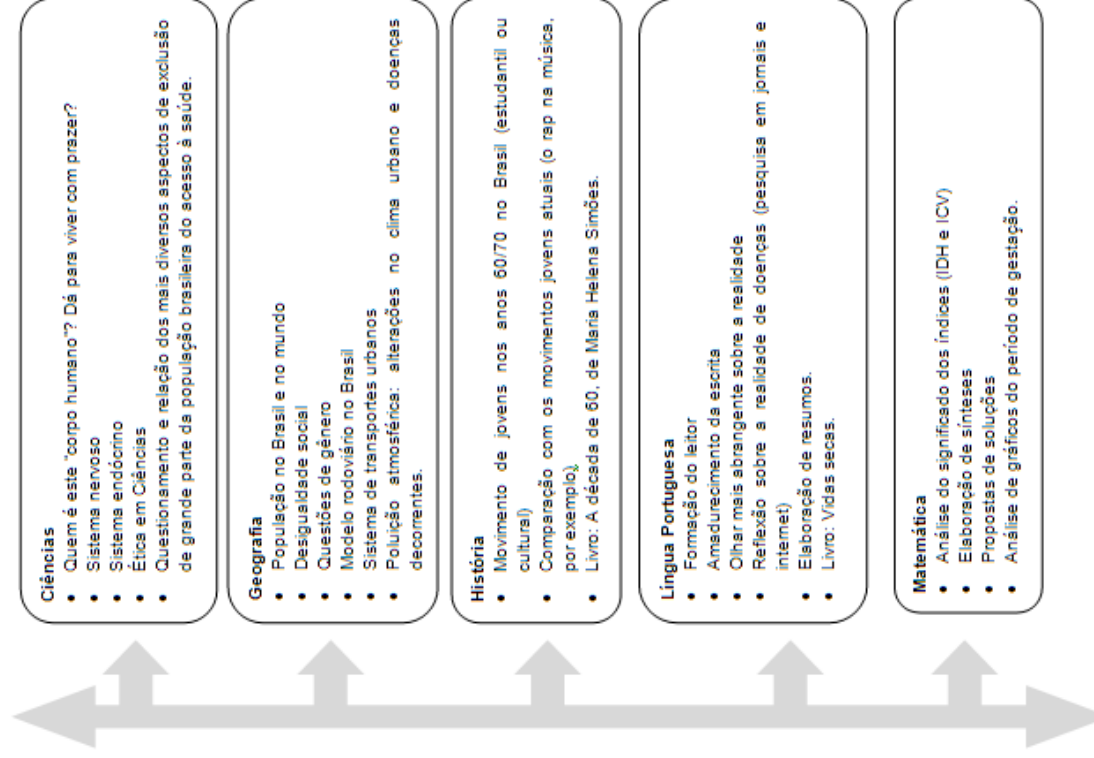 Ciências
• Quem é este "corpo humano"? Dá para viver com prazer?
• Sistema nervoso
• Sistema endócrino
• Ética em Ciências
• Questionamento e relação dos mais diversos aspectos de exclusão
de grande parte da população brasileira do acesso à saúde.
Geografia
• População no Brasil e no mundo
• Desigualdade social
• Questões de gênero
• Modelo rodoviário no Brasil
• Sistema de transportes urbanos
• Poluição atmosférica: alterações no clima urbano e doenças
decorrentes.
História
• Movimento de jovens nos anos 60/70 no Brasil (estudantil ou
cultural)
• Comparação com os movimentos jovens atuais (o rap na música,
por exemplo)
• Livro: A década de 60, de Maria Helena Simões.
Língua Portuguesa
• Formação do leitor
• Amadurecimento da escrita
• Olhar mais abrangente sobre a realidade
• Reflexão sobre a realidade de doenças (pesquisa em jornais e
internet)
• Elaboração de resumos.
• Livro: Vidas secas.
Matemática
• Análise do significado dos índices (IDH e ICV)
• Elaboração de sínteses
• Propostas de soluções
• Análise de gráficos do período de gestação.